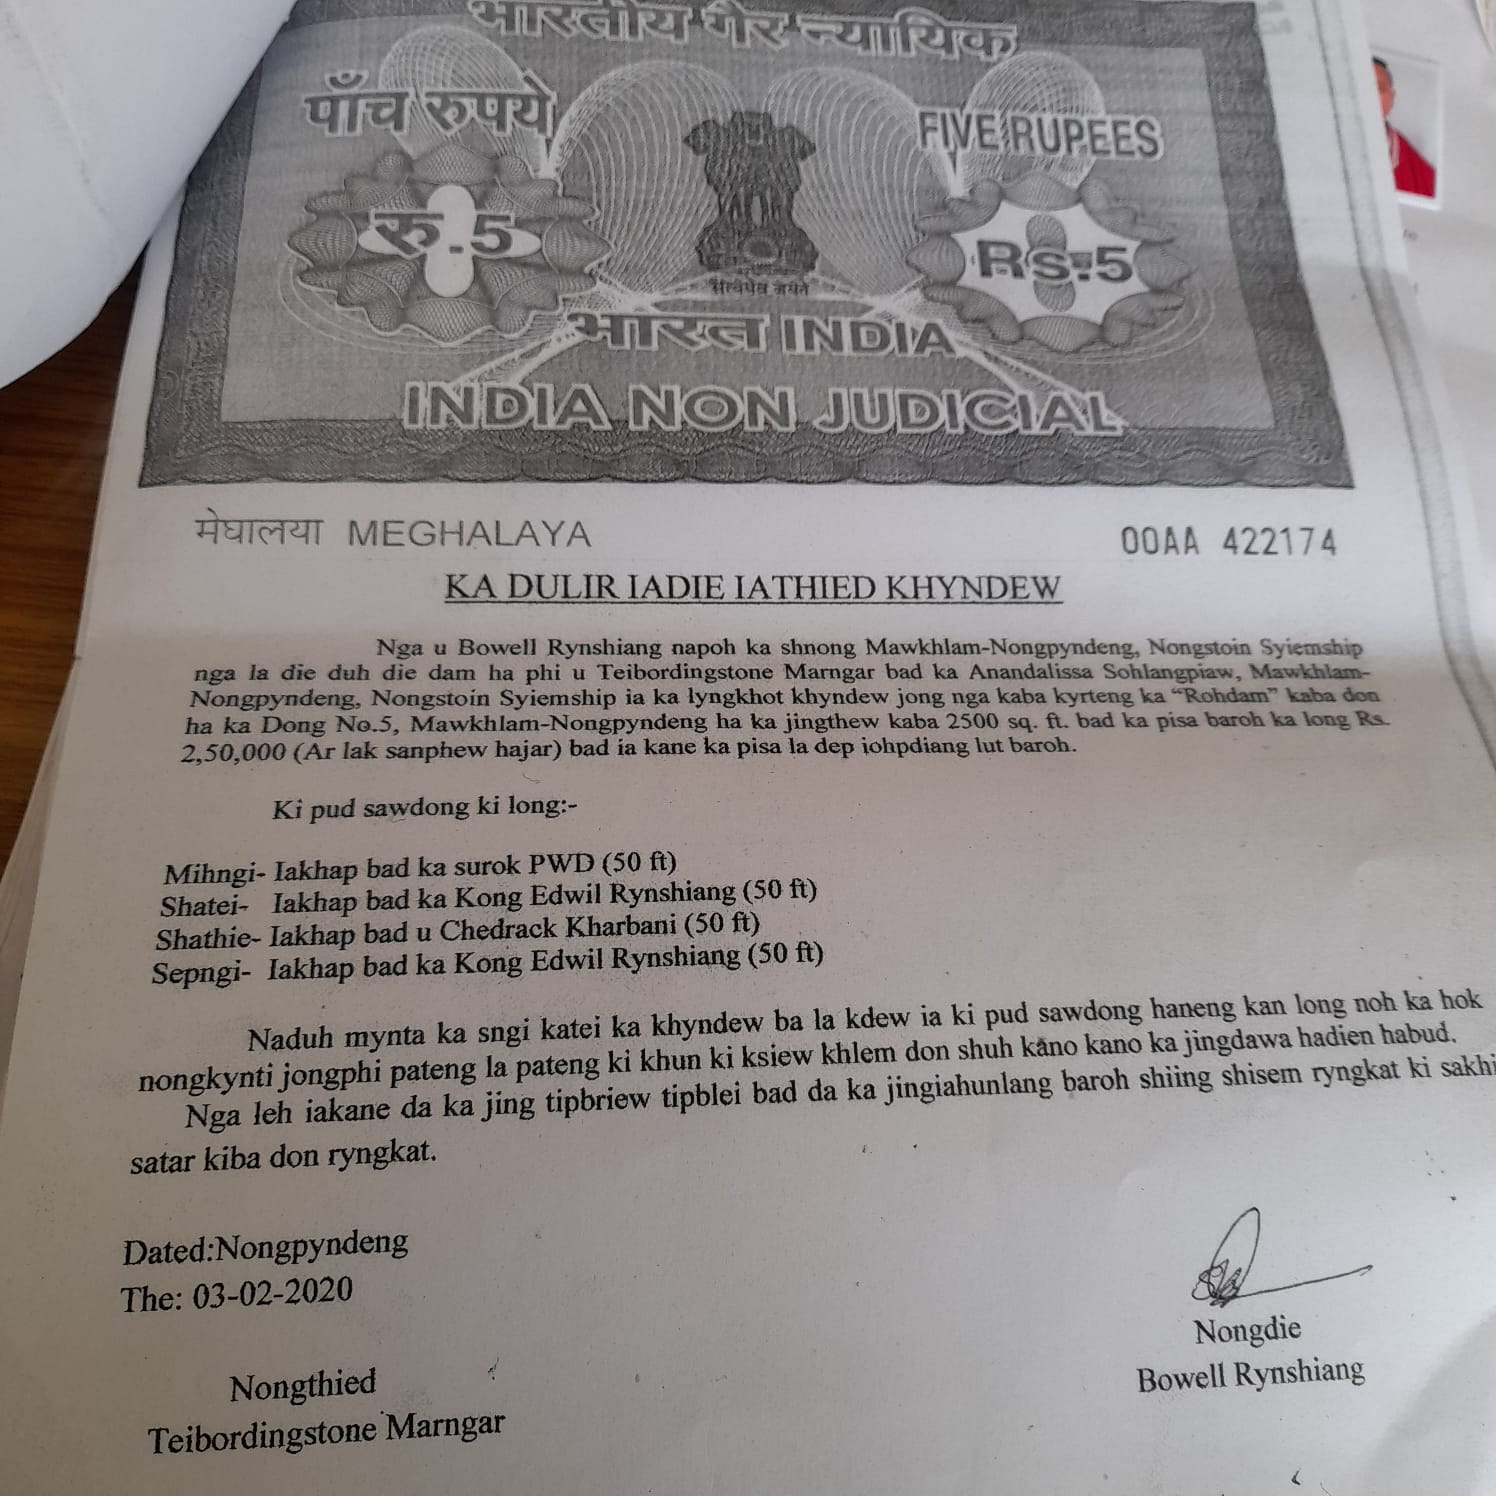 भारतीय गैर न्यायिक
पाँच रुपये
FIVE RUPEES
रु.5
Rs.5
सत्यमेव जयते
भारत INDIA
INDIA NON JUDICIAL
मेघालया MEGHALAYA
00AA 422174
KA DULIR IADIE IATHIED KHYNDEW
Nga u Bowell Rynshiang napoh ka shnong Mawkhlam-Nongpyndeng, Nongstoin Syiemship
nga la die duh die dam ha phi u Teibordingstone Marngar bad ka Anandalissa Sohlangpiaw, Mawkhlam-
Nongpyndeng, Nongstoin Syiemship ia ka lyngkhot khyndew jong nga kaba kyrteng ka “Rohdam” kaba don
ha ka Dong No.5, Mawkhlam-Nongpyndeng ha ka jingthew kaba 2500 sq. ft. bad ka pisa baroh ka long Rs.
2,50,000 (Ar lak sanphew hajar) bad ia kane ka pisa la dep iohpdiang lut baroh.
Ki pud sawdong ki long:-
Mihngi- Iakhap bad ka surok PWD (50 ft)
Shatei- Iakhap bad ka Kong Edwil Rynshiang (50 ft)
Shathie- Iakhap bad u Chedrack Kharbani (50 ft)
Sepngi- Iakhap bad ka Kong Edwil Rynshiang (50 ft)
Naduh mynta ka sngi katei ka khyndew ba la kdew ia ki pud sawdong haneng kan long noh ka hok
nongkynti jongphi pateng la pateng ki khun ki ksiew khlem don shuh kano kano ka jingdawa hadien habud.
Nga leh iakane da ka jing tipbriew tipblei bad da ka jingiahunlang baroh shiing shisem ryngkat ki sakhi
satar kiba don ryngkat.
Dated:Nongpyndeng
The: 03-02-2020
Nongdie
Bowell Rynshiang
Nongthied
Teibordingstone Marngar